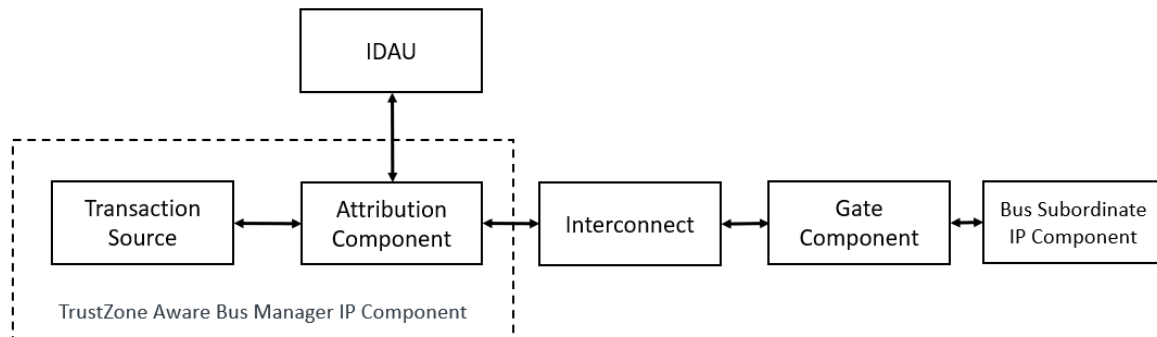 IDAU
Transaction
Source
Attribution
Component
Interconnect
Gate
Component
Bus Subordinate
IP Component
TrustZone Aware Bus Manager IP Component